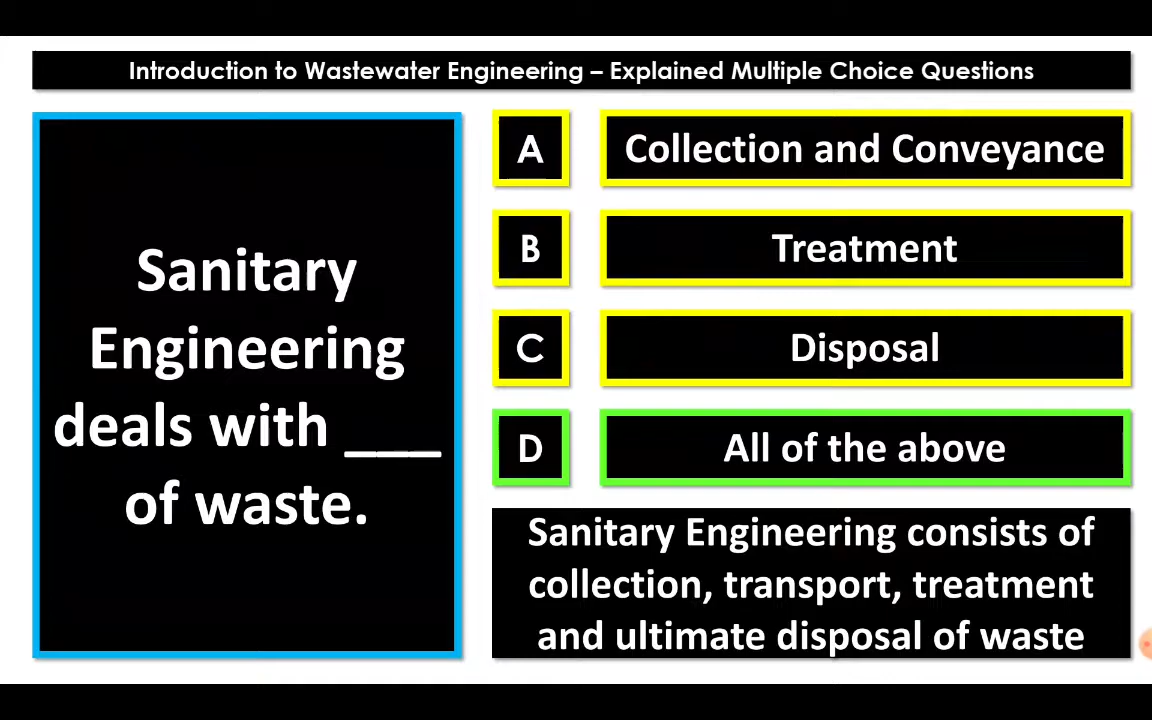 Introduction to Wastewater Engineering – Explained Multiple Choice Questions
Sanitary
Engineering
deals with ___
of waste.
A
Collection and Conveyance
B
Treatment
C
Disposal
D
All of the above
Sanitary Engineering consists of
collection, transport, treatment
and ultimate disposal of waste